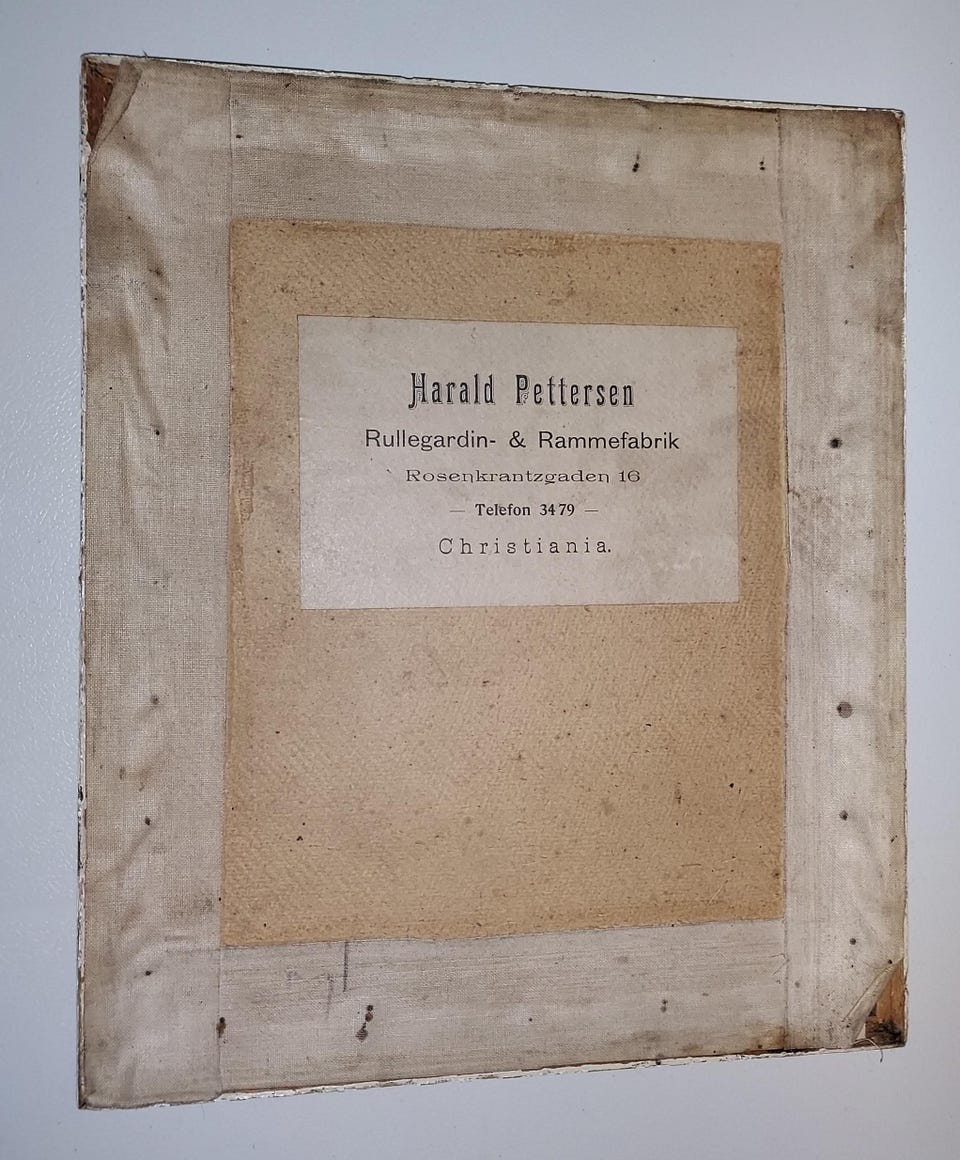 Harald Pettersen
Rullegardin- & Rammefabrik
Rosenkrantzgaden 16
— Telefon 3479 —
Christiania.